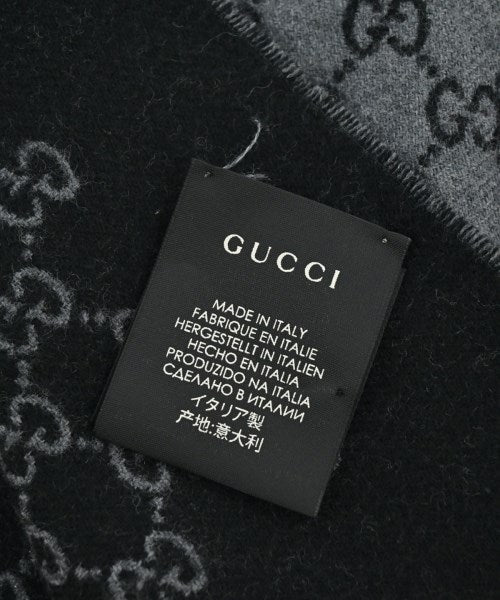 GUCCI
MADE IN ITALY
FABRIQUE EN ITALIE
HERGESTELLT IN ITALIEN
HECHO EN ITALIA
PRODUZIDO NA ITALIA
СДЕЛАНО В ИТАЛИИ
イタリア製
产地:意大利